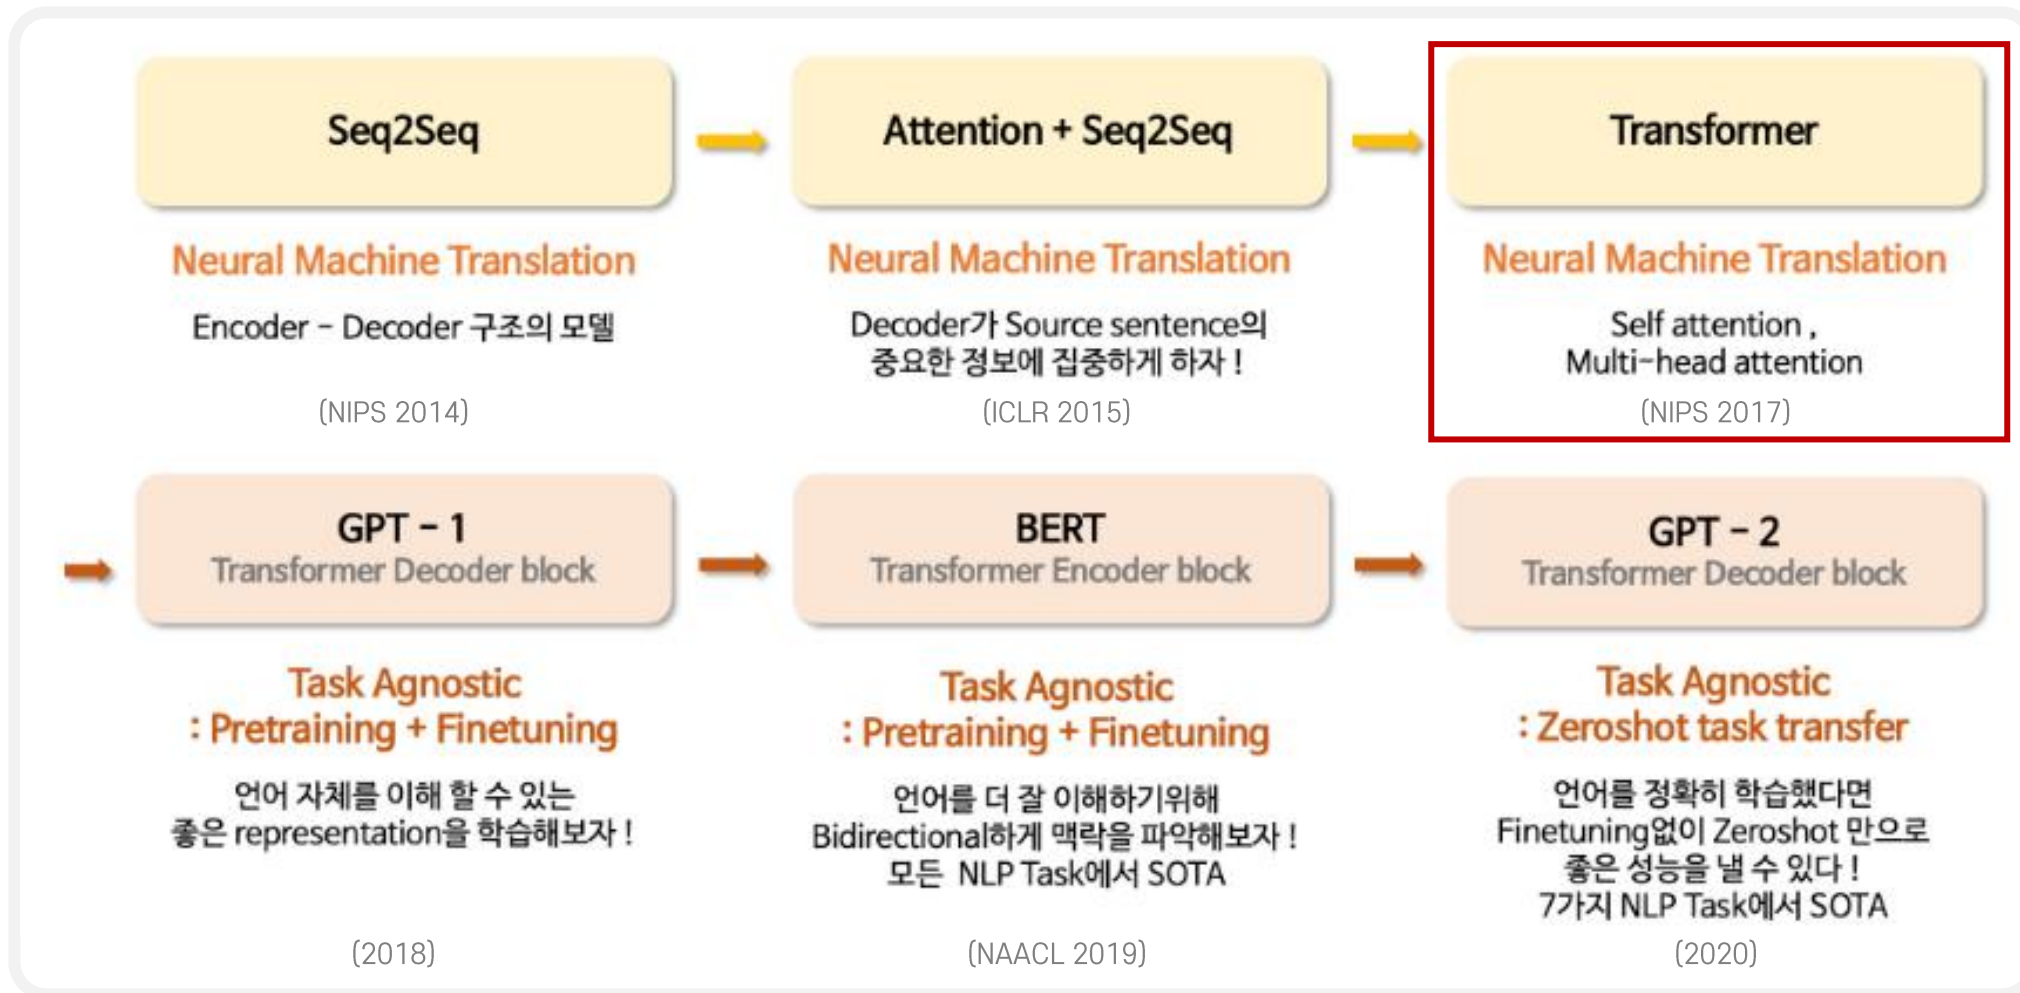 Seq2Seq
Neural Machine Translation
Encoder - Decoder 구조의 모델
(NIPS 2014)
Attention + Seq2Seq
Neural Machine Translation
Decoder가 Source sentence의
중요한 정보에 집중하게 하자 !
(ICLR 2015)
Transformer
Neural Machine Translation
Self attention ,
Multi-head attention
(NIPS 2017)
GPT - 1
Transformer Decoder block
Task Agnostic
: Pretraining + Finetuning
언어 자체를 이해 할 수 있는
좋은 representation을 학습해보자 !
(2018)
BERT
Transformer Encoder block
Task Agnostic
: Pretraining + Finetuning
언어를 더 잘 이해하기위해
Bidirectional하게 맥락을 파악해보자 !
모든 NLP Task에서 SOTA
(NAACL 2019)
GPT - 2
Transformer Decoder block
Task Agnostic
: Zeroshot task transfer
언어를 정확히 학습했다면
Finetuning없이 Zeroshot 만으로
좋은 성능을 낼 수 있다 !
7가지 NLP Task에서 SOTA
(2020)